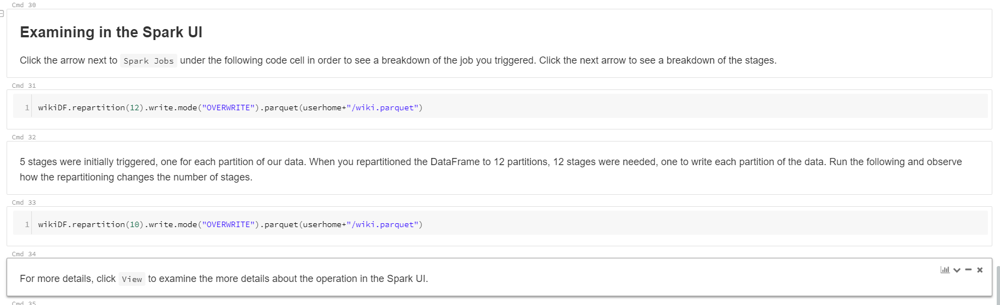 Cmd 30
Examining in the Spark UI
Click the arrow next to Spark Jobs under the following code cell in order to see a breakdown of the job you triggered. Click the next arrow to see a breakdown of the stages.
Cmd 31
1 wikiDF.repartition(12).write.mode("OVERWRITE").parquet(userhome+"/wiki.parquet")
Cmd 32
5 stages were initially triggered, one for each partition of our data. When you repartitioned the DataFrame to 12 partitions, 12 stages were needed, one to write each partition of the data. Run the following and observe
how the repartitioning changes the number of stages.
Cmd 33
1 wikiDF.repartition(10).write.mode("OVERWRITE").parquet(userhome+"/wiki.parquet")
Cmd 34
For more details, click View to examine the more details about the operation in the Spark UI.
Cmd 35